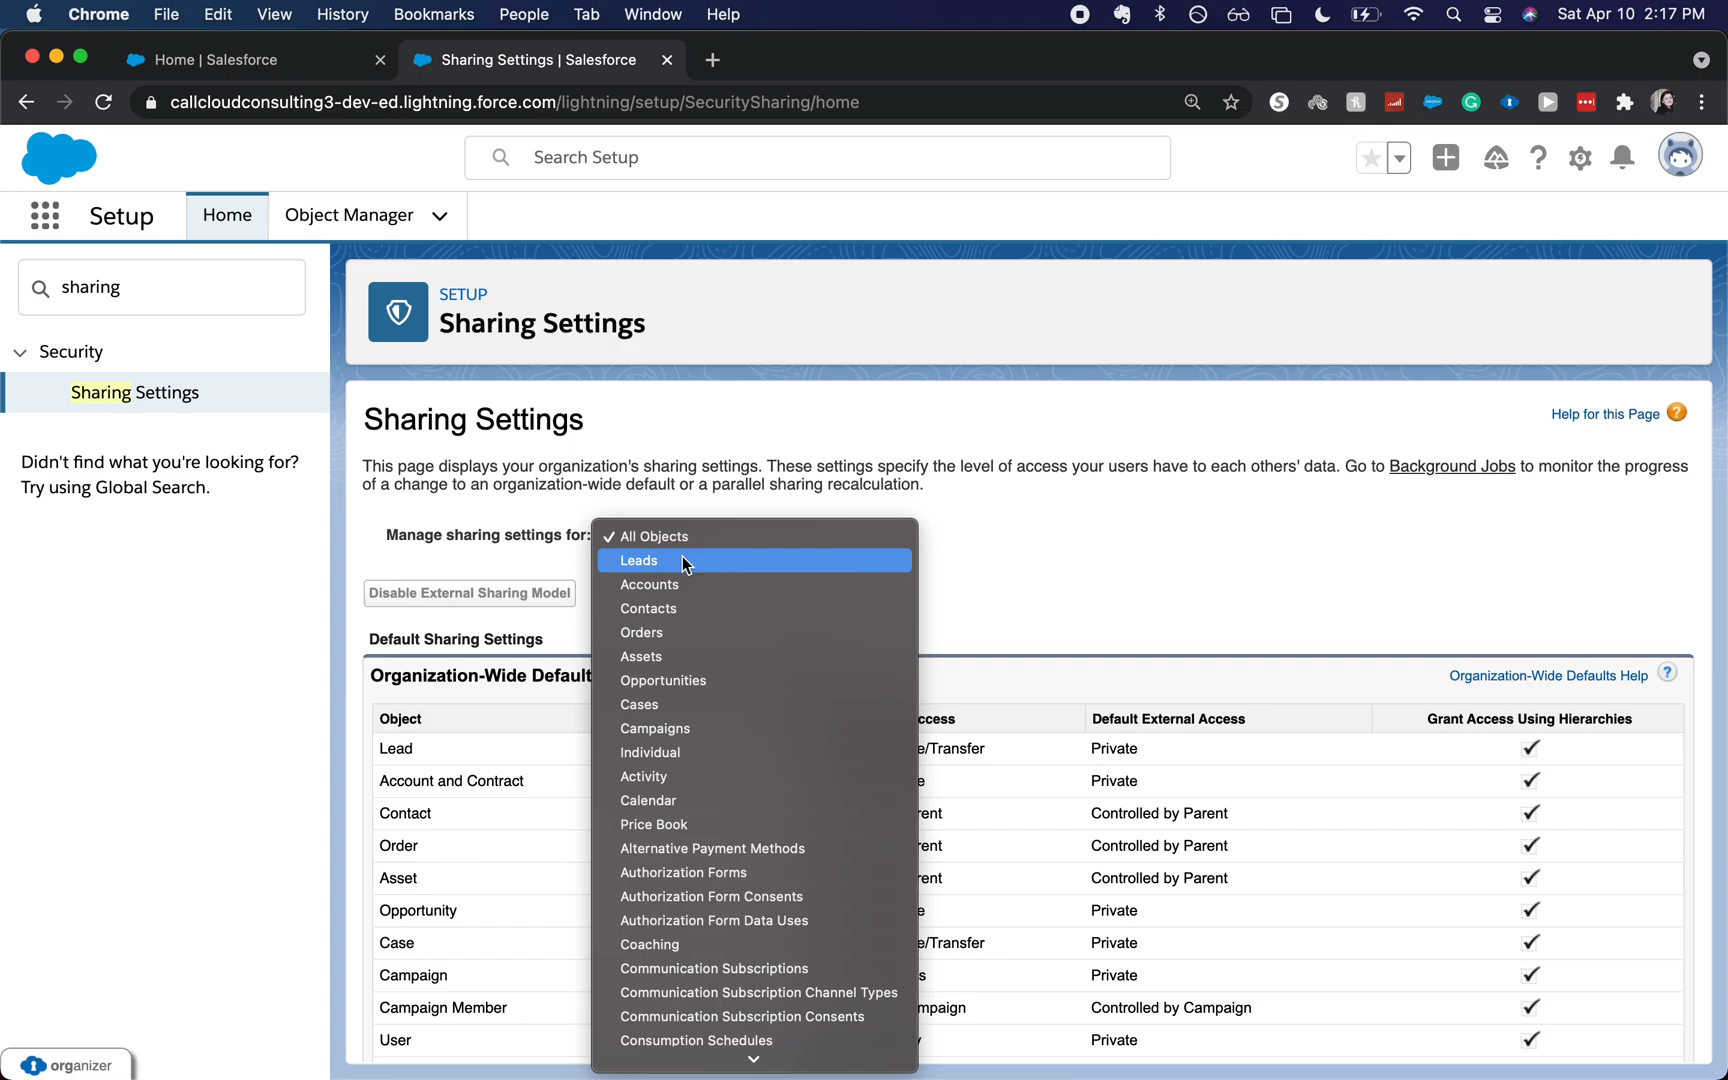 Chrome File Edit View History Bookmarks People Tab Window Help Sat Apr 10 2:17 PM
Home | Salesforce Sharing Settings | Salesforce
callcloudconsulting3-dev-ed.lightning.force.com/lightning/setup/SecuritySharing/home
Search Setup
Setup Home Object Manager
sharing
Security
Sharing Settings
Didn't find what you're looking for?
Try using Global Search.
SETUP
Sharing Settings
Sharing Settings
Help for this Page
This page displays your organization's sharing settings. These settings specify the level of access your users have to each others' data. Go to Background Jobs to monitor the progress
of a change to an organization-wide default or a parallel sharing recalculation.
Manage sharing settings for:
All Objects
Leads
Accounts
Contacts
Orders
Assets
Opportunities
Cases
Campaigns
Individual
Activity
Calendar
Price Book
Alternative Payment Methods
Authorization Forms
Authorization Form Consents
Authorization Form Data Uses
Coaching
Communication Subscriptions
Communication Subscription Channel Types
Communication Subscription Consents
Consumption Schedules
Disable External Sharing Model
Default Sharing Settings
Organization-Wide Default
Organization-Wide Defaults Help
Object ccess Default External Access Grant Access Using Hierarchies
Lead e/Transfer Private
Account and Contract e Private
Contact rent Controlled by Parent
Order rent Controlled by Parent
Asset rent Controlled by Parent
Opportunity e Private
Case e/Transfer Private
Campaign s Private
Campaign Member mpaign Controlled by Campaign
User Private
organizer